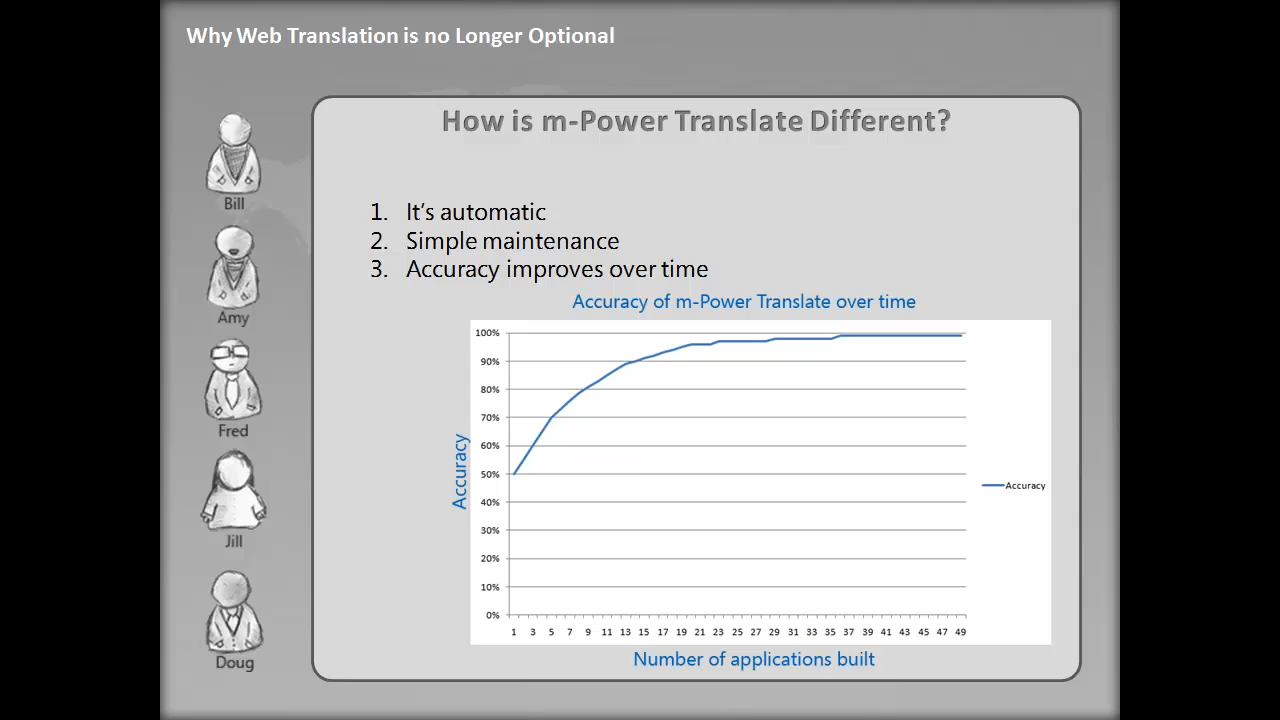 Why Web Translation is no Longer Optional
How is m-Power Translate Different?
Bill
Amy
Fred
Jill
Doug
1. It's automatic
2. Simple maintenance
3. Accuracy improves over time
Accuracy of m-Power Translate over time
Accuracy
100%
90%
80%
70%
60%
50%
40%
30%
20%
10%
0%
Accuracy
1 3 5 7 9 11 13 15 17 19 21 23 25 27 29 31 33 35 37 39 41 43 45 47 49
Number of applications built